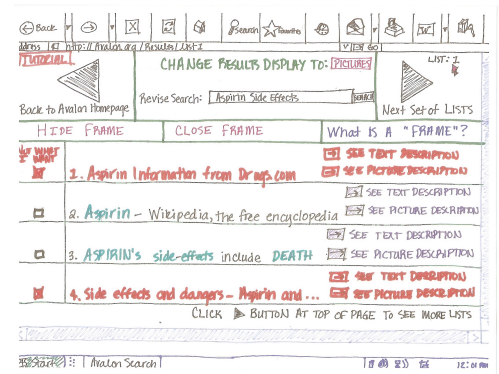 Back Search Favorites W
address http://Avalon.org/Results/List1 GO
TUTORIAL CHANGE RESULTS DISPLAY TO: PICTURES LIST: 1
Revise Search: Aspirin Side Effects SEARCH
Back to Avalon Homepage Next Set of LISTS
HIDE FRAME CLOSE FRAME What Is A "FRAME"?
WHAT I WANT
1. Aspirin Information from Drugs.com SEE TEXT DESCRIPTION
SEE PICTURE DESCRIPTION
SEE TEXT DESCRIPTION
2. Aspirin - Wikipedia, the free encyclopedia SEE PICTURE DESCRIPTION
SEE TEXT DESCRIPTION
3. ASPIRIN's side-effects include DEATH SEE PICTURE DESCRIPTION
SEE TEXT DESCRIPTION
4. Side effects and dangers - Aspirin and ... SEE PICTURE DESCRIPTION
CLICK BUTTON AT TOP OF PAGE TO SEE MORE LISTS
Start Avalon Search 12:01 AM